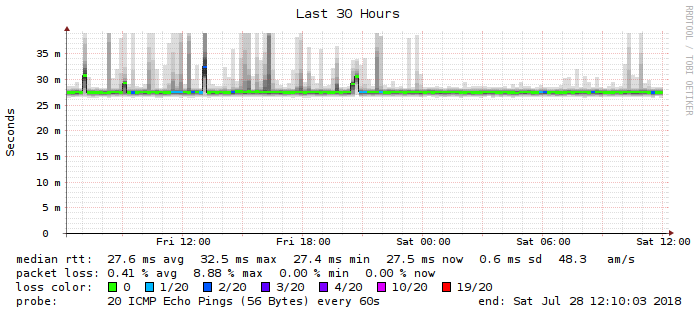 Last 30 Hours
RRDTOOL / TOBI OETIKER
Seconds
35 m
30 m
25 m
20 m
15 m
10 m
5 m
0
Fri 12:00 Fri 18:00 Sat 00:00 Sat 06:00 Sat 12:00
median rtt: 27.6 ms avg 32.5 ms max 27.4 ms min 27.5 ms now 0.6 ms sd 48.3 am/s
packet loss: 0.41 % avg 8.88 % max 0.00 % min 0.00 % now
loss color: 0 1/20 2/20 3/20 4/20 10/20 19/20
probe: 20 ICMP Echo Pings (56 Bytes) every 60s end: Sat Jul 28 12:10:03 2018